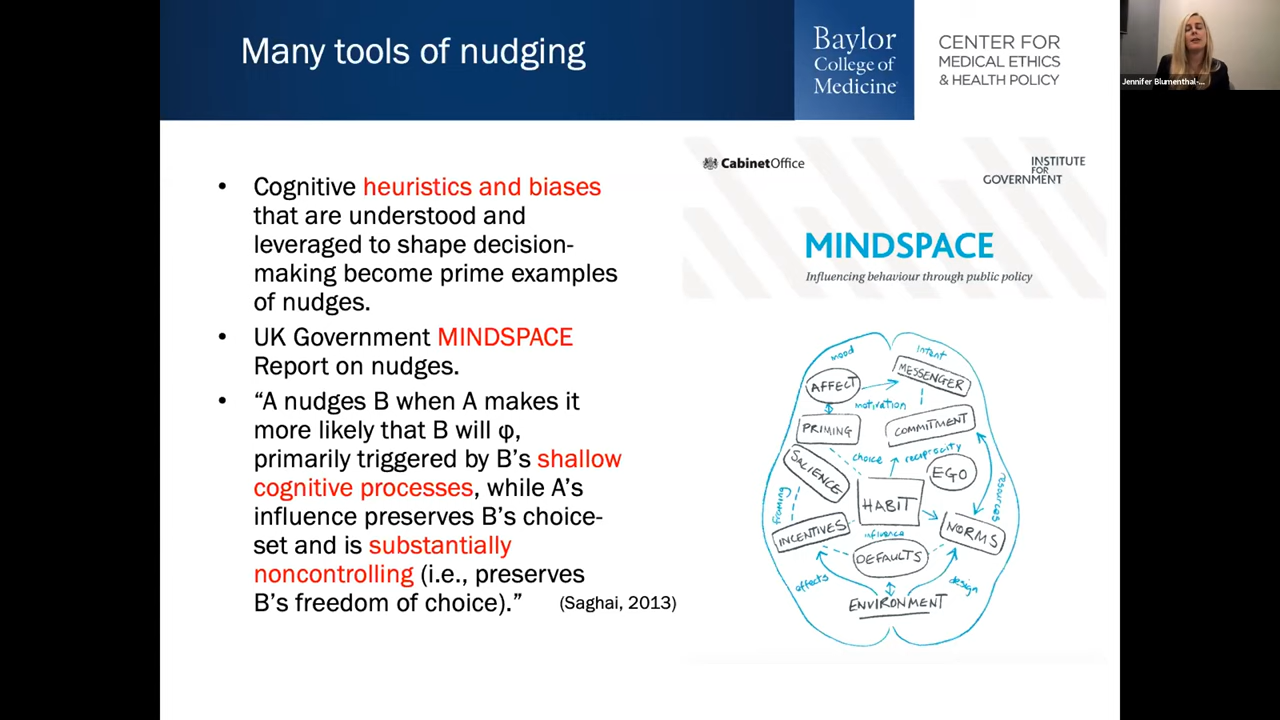 Many tools of nudging
Baylor
College of
Medicine
CENTER FOR
MEDICAL ETHICS
& HEALTH POLICY
Jennifer Blumenthal-...
• Cognitive heuristics and biases
that are understood and
leveraged to shape decision-
making become prime examples
of nudges.
• UK Government MINDSPACE
Report on nudges.
• “A nudges B when A makes it
more likely that B will φ,
primarily triggered by B’s shallow
cognitive processes, while A’s
influence preserves B’s choice-
set and is substantially
noncontrolling (i.e., preserves
B’s freedom of choice).”
(Saghai, 2013)
CabinetOffice
INSTITUTE
FOR
GOVERNMENT
MINDSPACE
Influencing behaviour through public policy
mood
intent
AFFECT
MESSENGER
motivation
PRIMING
COMMITMENT
choice
reciprocity
SALIENCE
EGO
framing
HABIT
resources
INCENTIVES
influence
NORMS
DEFAULTS
effects
design
ENVIRONMENT